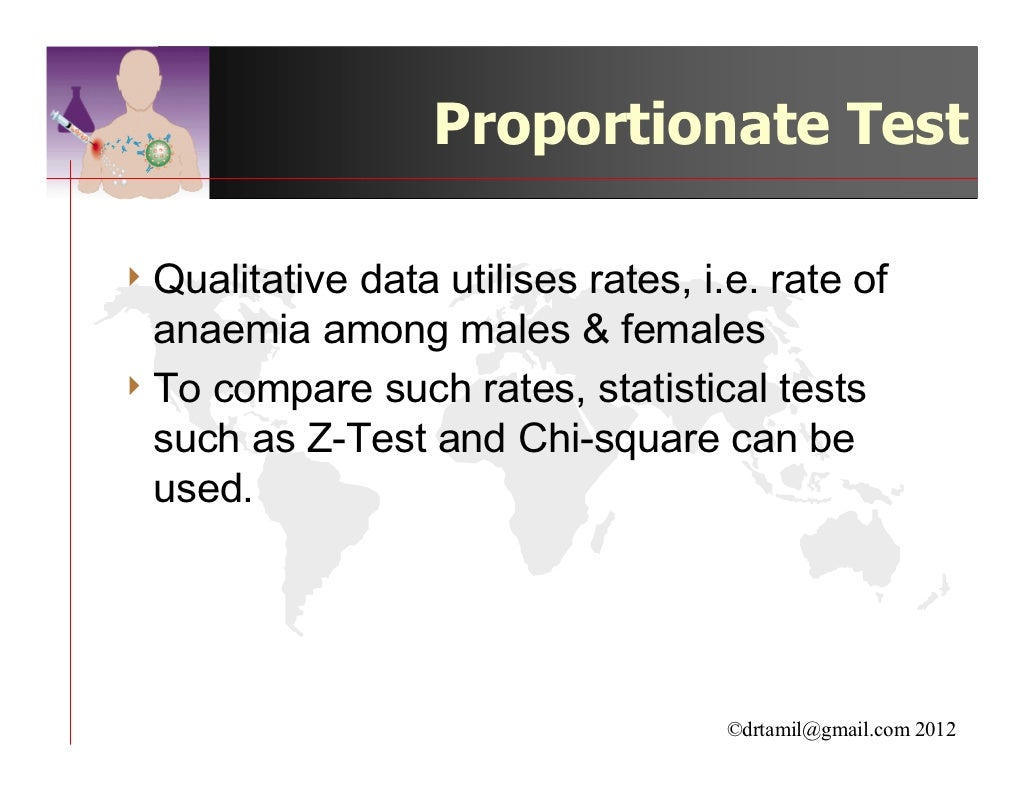 Proportionate Test
Qualitative data utilises rates, i.e. rate of
anaemia among males & females
To compare such rates, statistical tests
such as Z-Test and Chi-square can be
used.
©drtamil@gmail.com 2012